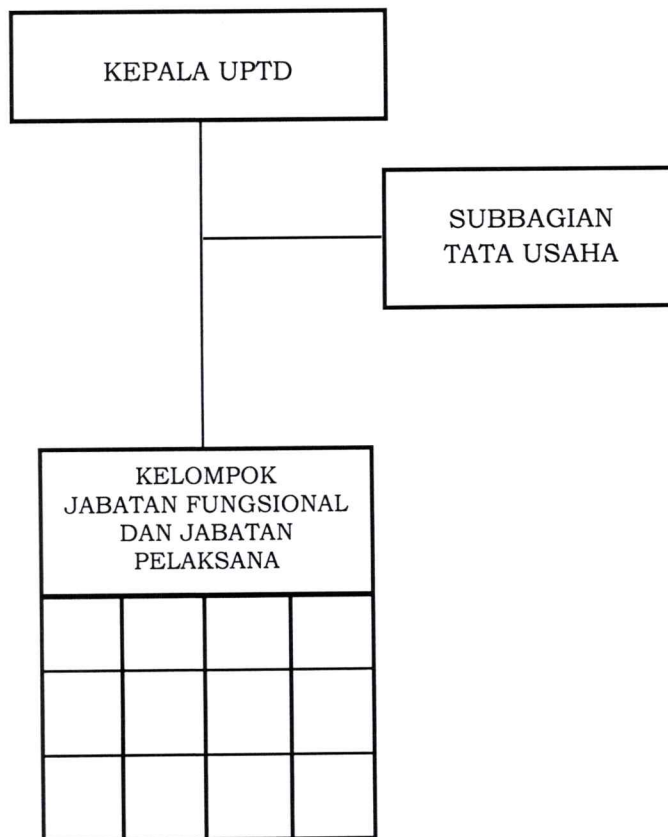 KEPALA UPTD
SUBBAGIAN
TATA USAHA
KELOMPOK
JABATAN FUNGSIONAL
DAN JABATAN
PELAKSANA